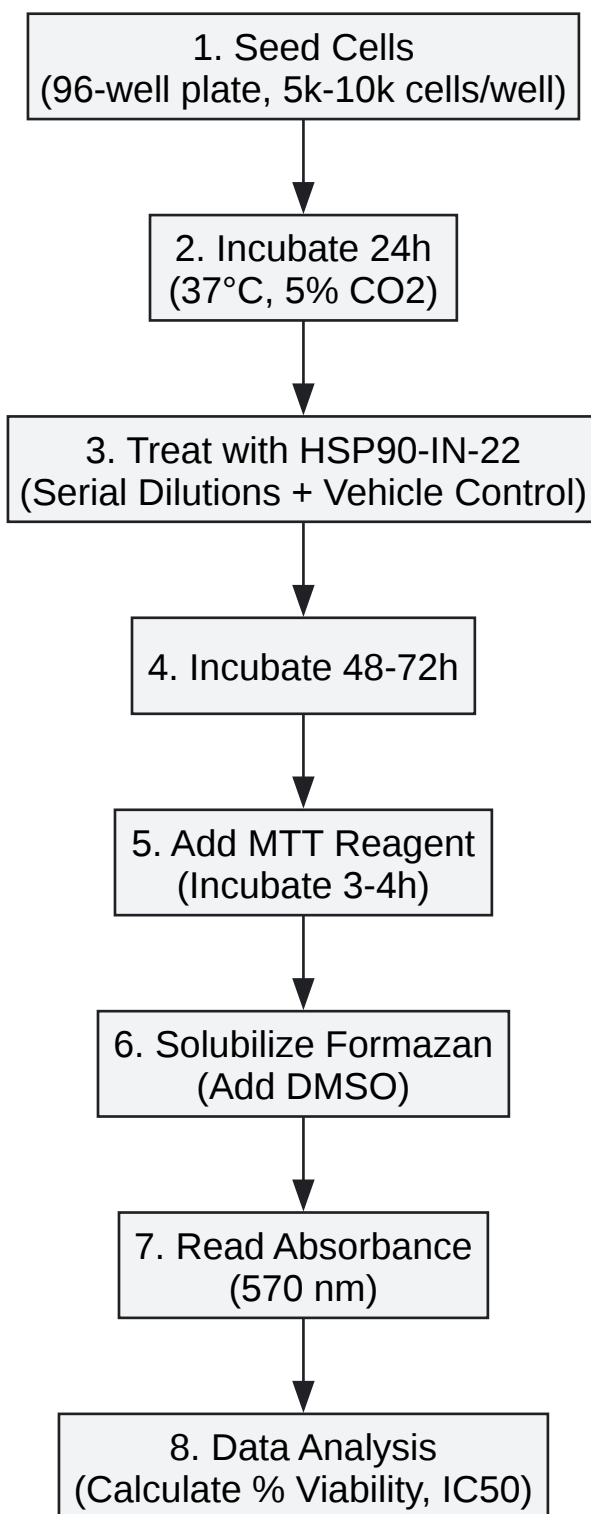 1. Seed Cells
(96-well plate, 5k-10k cells/well)
2. Incubate 24h
(37°C, 5% CO2)
3. Treat with HSP90-IN-22
(Serial Dilutions + Vehicle Control)
4. Incubate 48-72h
5. Add MTT Reagent
(Incubate 3-4h)
6. Solubilize Formazan
(Add DMSO)
7. Read Absorbance
(570 nm)
8. Data Analysis
(Calculate % Viability, IC50)